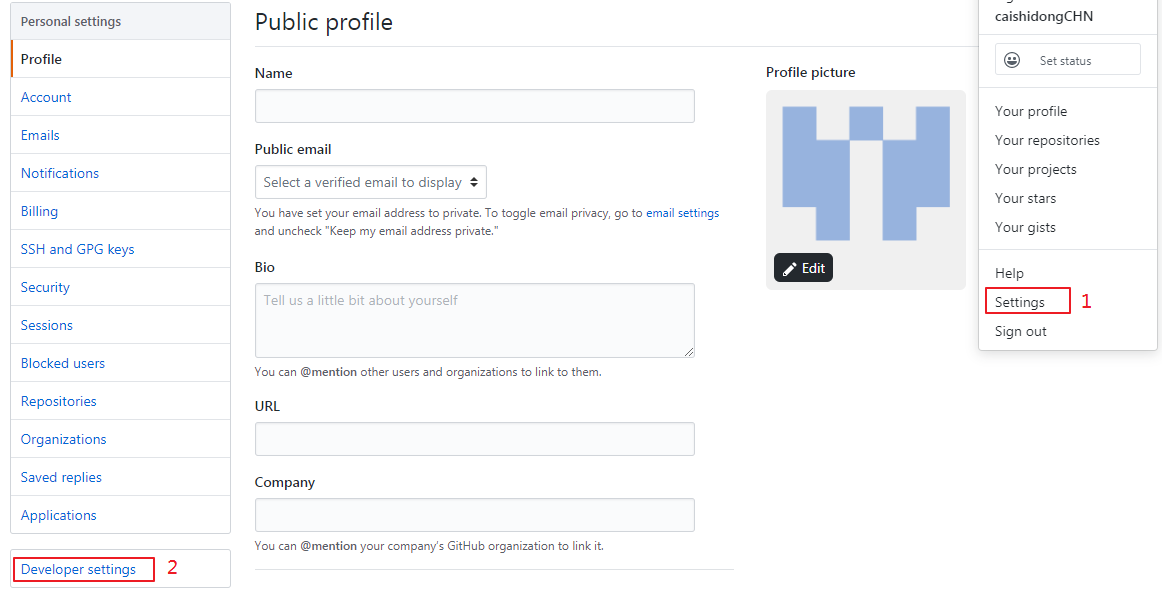 Personal settings
Profile
Account
Emails
Notifications
Billing
SSH and GPG keys
Security
Sessions
Blocked users
Repositories
Organizations
Saved replies
Applications
Developer settings
2
Public profile
Name
Public email
Select a verified email to display
You have set your email address to private. To toggle email privacy, go to email settings
and uncheck "Keep my email address private."
Bio
Tell us a little bit about yourself
You can @mention other users and organizations to link to them.
URL
Company
You can @mention your company's GitHub organization to link it.
Profile picture
Edit
caishidongCHN
Set status
Your profile
Your repositories
Your projects
Your stars
Your gists
Help
Settings
1
Sign out